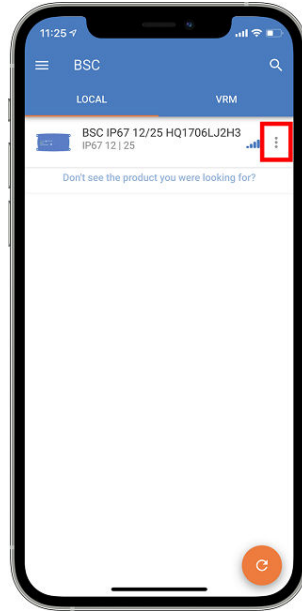 11:25
BSC
LOCAL
VRM
BSC IP67 12/25 HQ1706LJ2H3
IP67 12 | 25
Don't see the product you were looking for?